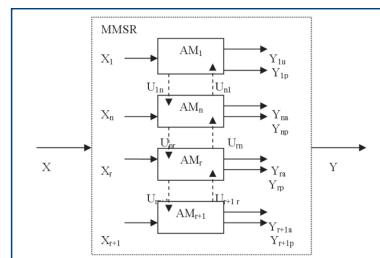 MMSR
X1 AM1 Y1u
Y1p
U1n Un1
Xn AMn Yna
Ynp
Unr Urn
X Xr AMr Yra Y
Yrp
Ur+1 r
AMr+1 Yr+1a
Xr+1 Yr+1p